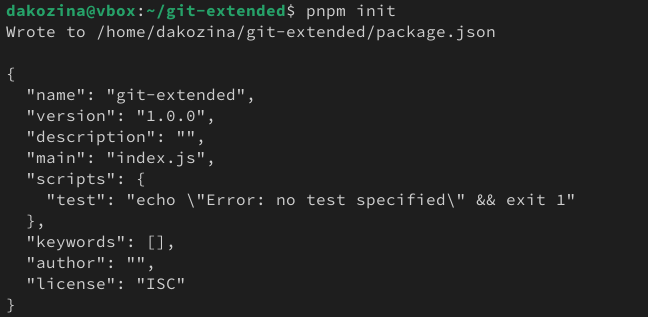 dakozina@vbox:~/git-extended$ pnpm init
Wrote to /home/dakozina/git-extended/package.json

{
  "name": "git-extended",
  "version": "1.0.0",
  "description": "",
  "main": "index.js",
  "scripts": {
    "test": "echo \"Error: no test specified\" && exit 1"
  },
  "keywords": [],
  "author": "",
  "license": "ISC"
}